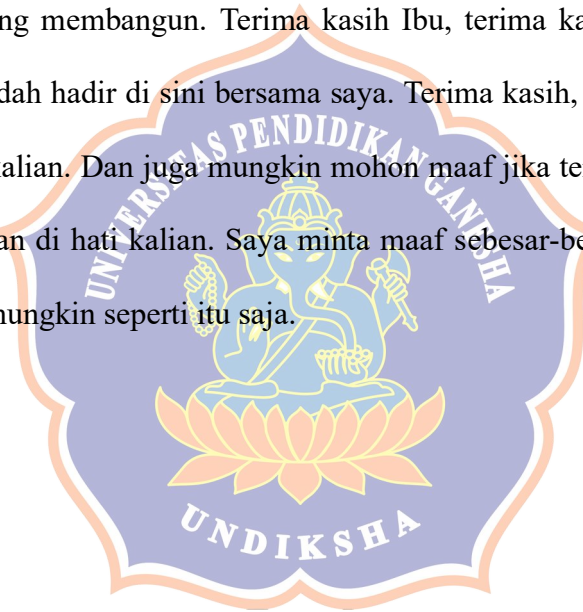 ng membangun. Terima kasih Ibu, terima ka
dah hadir di sini bersama saya. Terima kasih,
kalian. Dan juga mungkin mohon maaf jika te
an di hati kalian. Saya minta maaf sebesar-be
mungkin seperti itu saja.
UNIVERSITAS PENDIDIKAN GANESHA
UNDIKSHA